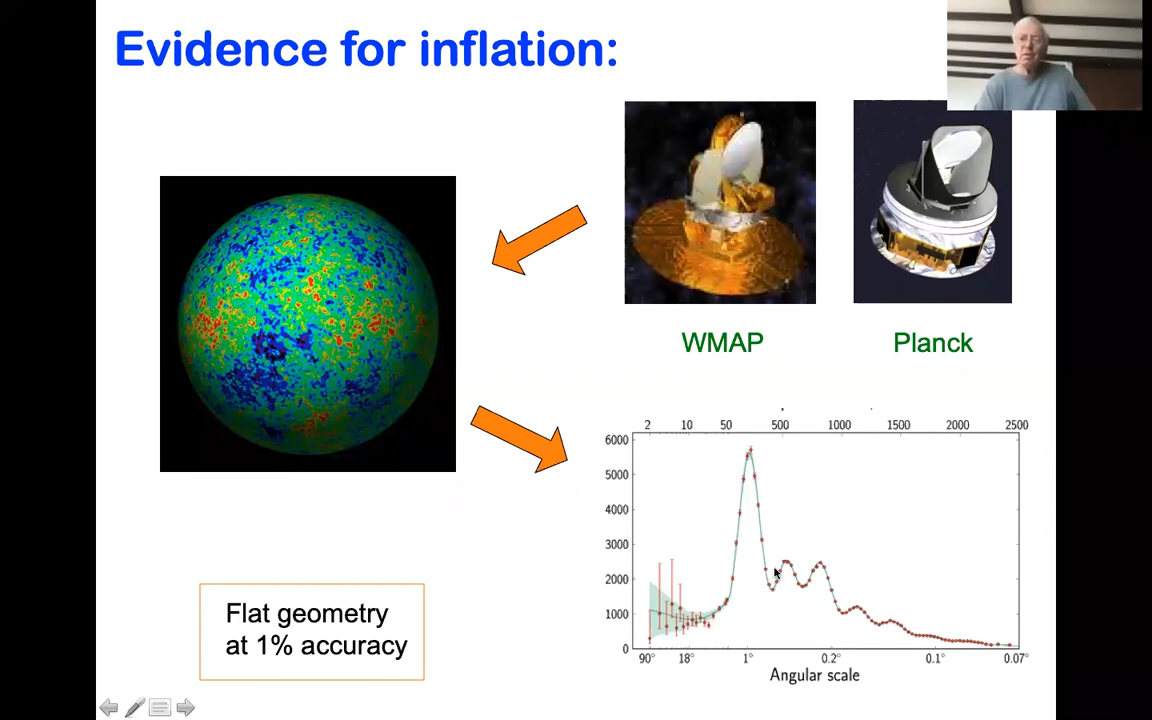 Evidence for inflation:
WMAP
Planck
2 10 50 500 1000 1500 2000 2500
6000
5000
4000
3000
2000
1000
0
90° 18° 1° 0.2° 0.1° 0.07°
Angular scale
Flat geometry
at 1% accuracy